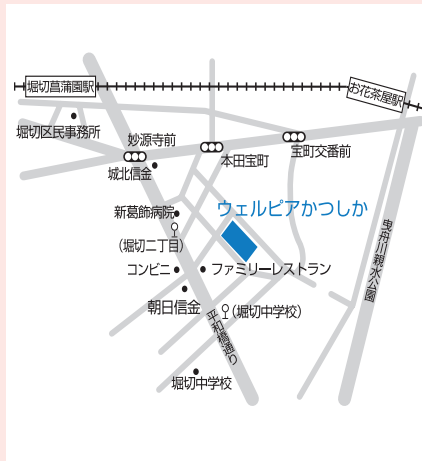 堀切菖蒲園駅
お花茶屋駅
堀切区民事務所
妙源寺前
本田宝町
宝町交番前
城北信金
新葛飾病院
ウェルピアかつしか
(堀切二丁目)
曳舟川親水公園
コンビニ
ファミリーレストラン
朝日信金
(堀切中学校)
平和橋通り
堀切中学校